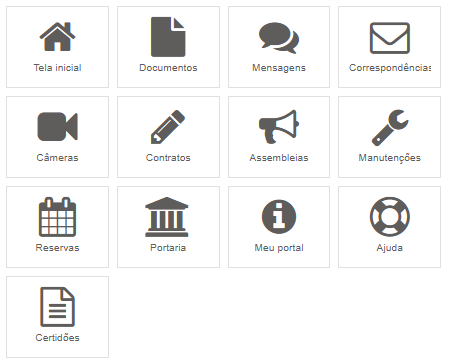 Tela inicial
Documentos
Mensagens
Correspondências
Câmeras
Contratos
Assembleias
Manutenções
Reservas
Portaria
Meu portal
Ajuda
Certidões